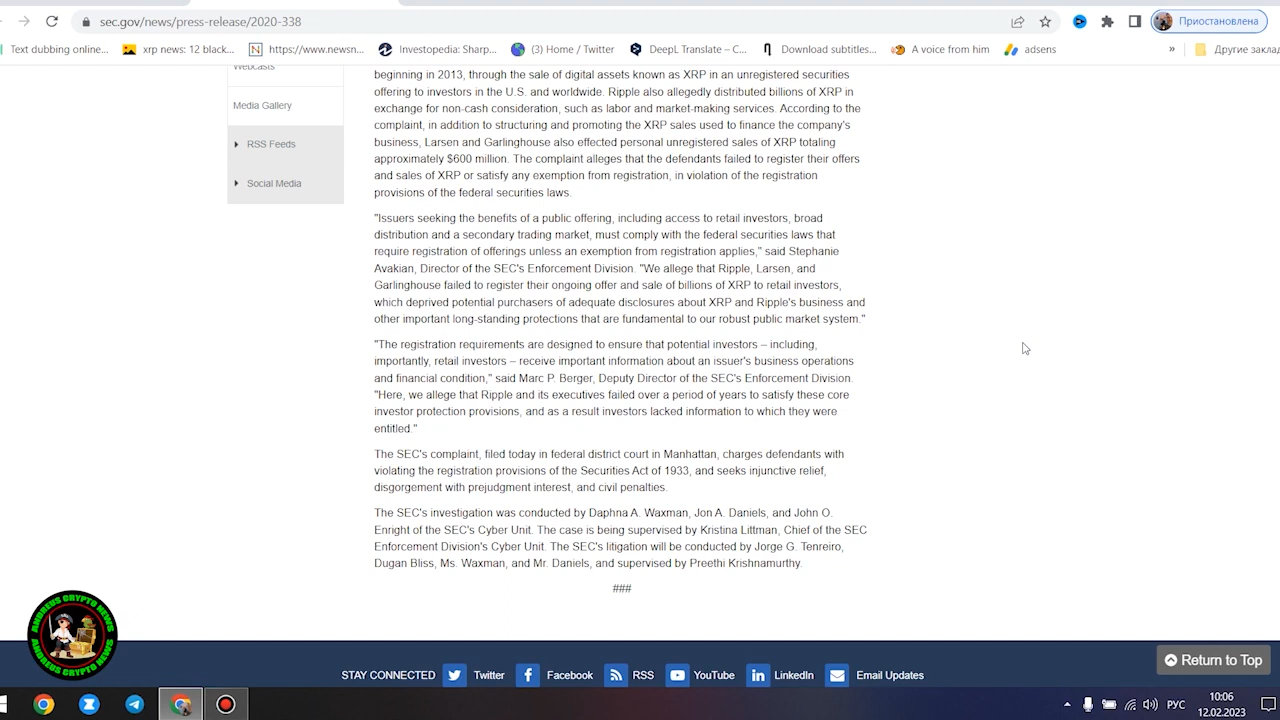 sec.gov/news/press-release/2020-338
Приостановлена
Text dubbing online...
xrp news: 12 black...
https://www.newsn...
Investopedia: Sharp...
(3) Home / Twitter
DeepL Translate – C...
Download subtitles...
A voice from him
adsens
»
Другие заклад
Webcasts
Media Gallery
RSS Feeds
Social Media
beginning in 2013, through the sale of digital assets known as XRP in an unregistered securities
offering to investors in the U.S. and worldwide. Ripple also allegedly distributed billions of XRP in
exchange for non-cash consideration, such as labor and market-making services. According to the
complaint, in addition to structuring and promoting the XRP sales used to finance the company's
business, Larsen and Garlinghouse also effected personal unregistered sales of XRP totaling
approximately $600 million. The complaint alleges that the defendants failed to register their offers
and sales of XRP or satisfy any exemption from registration, in violation of the registration
provisions of the federal securities laws.
"Issuers seeking the benefits of a public offering, including access to retail investors, broad
distribution and a secondary trading market, must comply with the federal securities laws that
require registration of offerings unless an exemption from registration applies," said Stephanie
Avakian, Director of the SEC's Enforcement Division. "We allege that Ripple, Larsen, and
Garlinghouse failed to register their ongoing offer and sale of billions of XRP to retail investors,
which deprived potential purchasers of adequate disclosures about XRP and Ripple's business and
other important long-standing protections that are fundamental to our robust public market system."
"The registration requirements are designed to ensure that potential investors – including,
importantly, retail investors – receive important information about an issuer's business operations
and financial condition," said Marc P. Berger, Deputy Director of the SEC's Enforcement Division.
"Here, we allege that Ripple and its executives failed over a period of years to satisfy these core
investor protection provisions, and as a result investors lacked information to which they were
entitled."
The SEC's complaint, filed today in federal district court in Manhattan, charges defendants with
violating the registration provisions of the Securities Act of 1933, and seeks injunctive relief,
disgorgement with prejudgment interest, and civil penalties.
The SEC's investigation was conducted by Daphna A. Waxman, Jon A. Daniels, and John O.
Enright of the SEC's Cyber Unit. The case is being supervised by Kristina Littman, Chief of the SEC
Enforcement Division's Cyber Unit. The SEC's litigation will be conducted by Jorge G. Tenreiro,
Dugan Bliss, Ms. Waxman, and Mr. Daniels, and supervised by Preethi Krishnamurthy.
###
ANDREUS CRYPTO NEWS
ANDREUS CRYPTO NEWS
Return to Top
STAY CONNECTED
Twitter
Facebook
RSS
YouTube
LinkedIn
Email Updates
РУС
10:06
12.02.2023